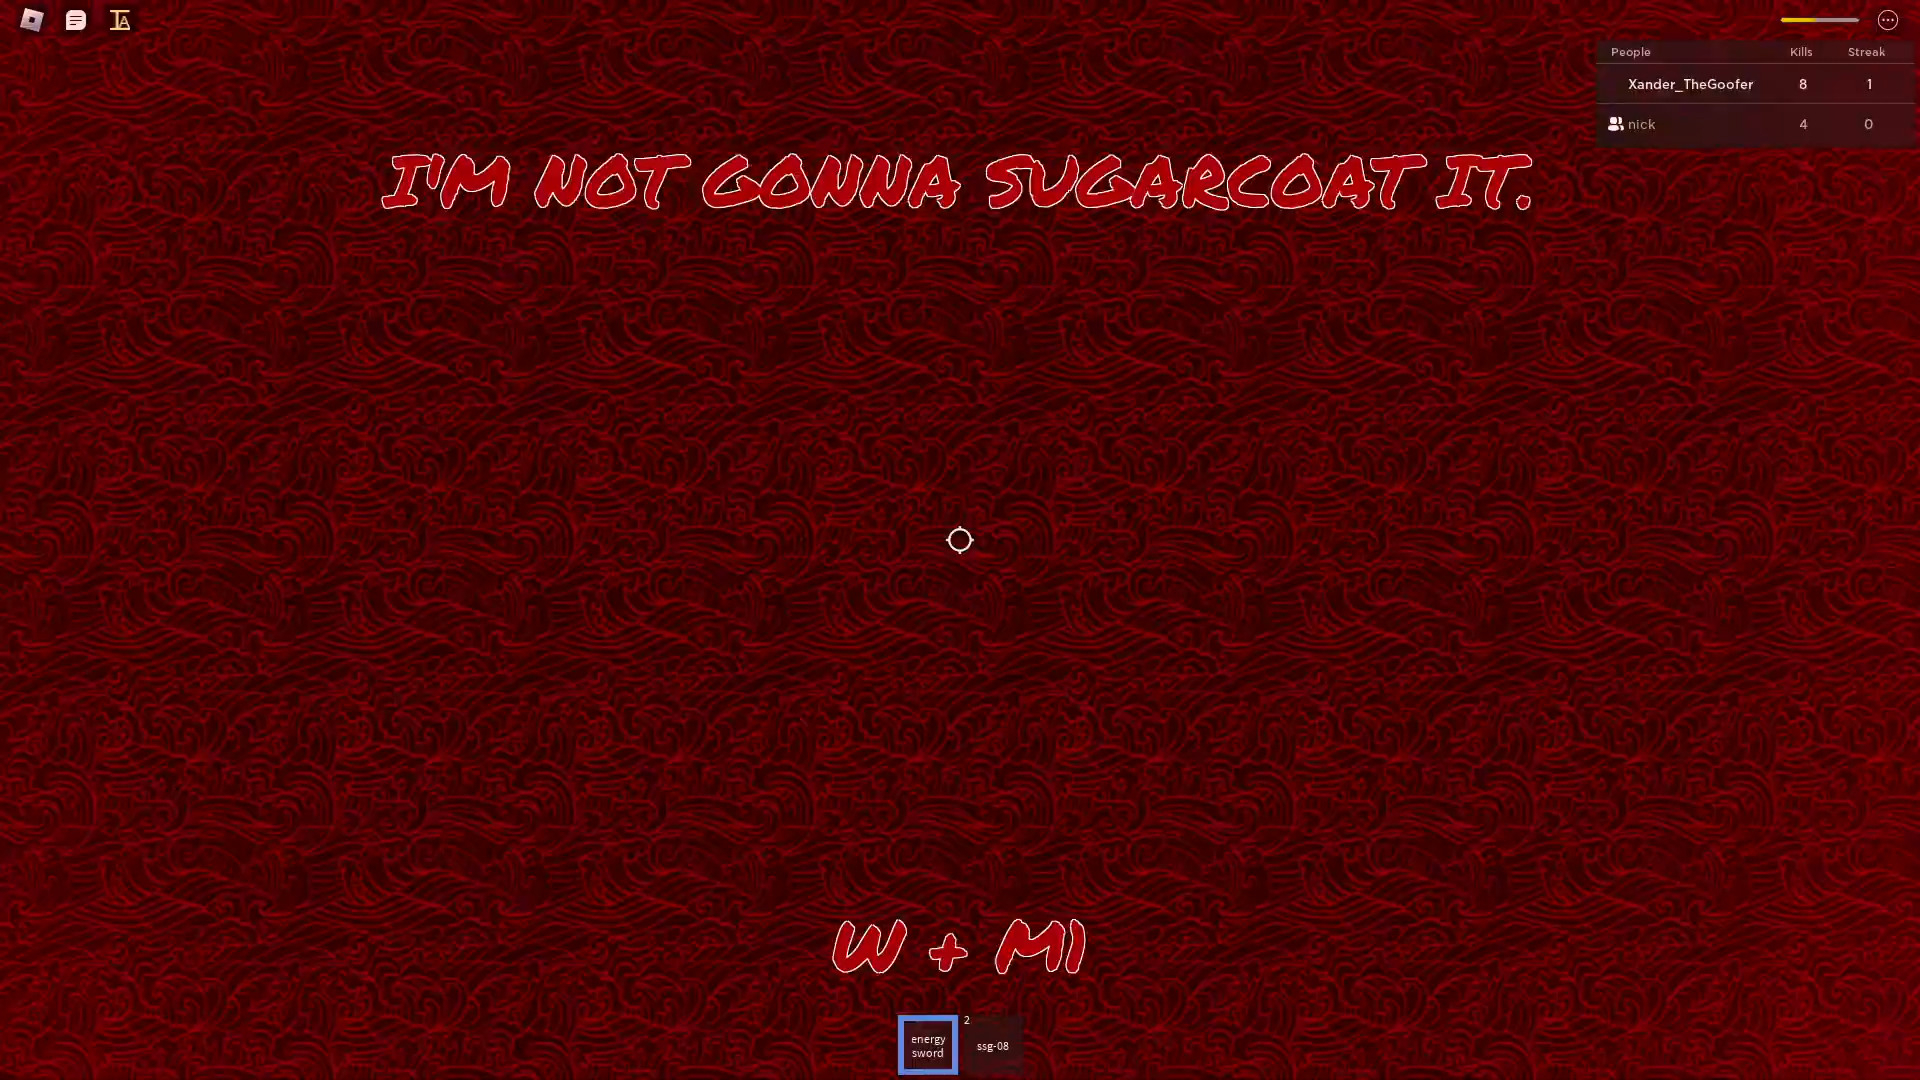 People Kills Streak
Xander_TheGoofer 8 1
nick 4 0
I'M NOT GONNA SUGARCOAT IT.
W + M1
energy
sword
2
ssg-08